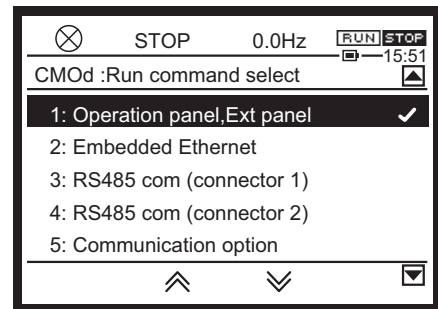 STOP 0.0Hz RUN STOP
15:51
CMOd :Run command select
1: Operation panel,Ext panel
2: Embedded Ethernet
3: RS485 com (connector 1)
4: RS485 com (connector 2)
5: Communication option